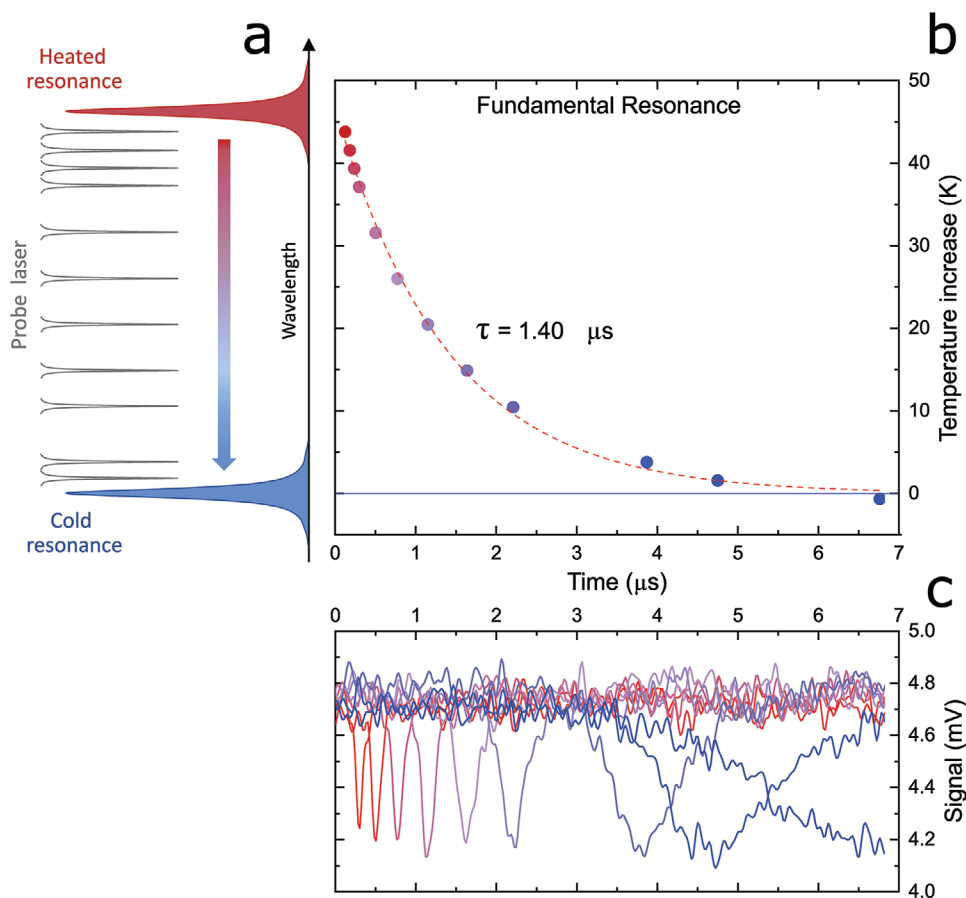 a
Heated
resonance
Probe laser
Wavelength
Cold
resonance
b
Fundamental Resonance
τ = 1.40 μs
50
40
30
20
10
0
Temperature increase (K)
0 1 2 3 4 5 6 7
Time (μs)
c
0 1 2 3 4 5 6 7
5.0
4.8
4.6
4.4
4.2
4.0
Signal (mV)